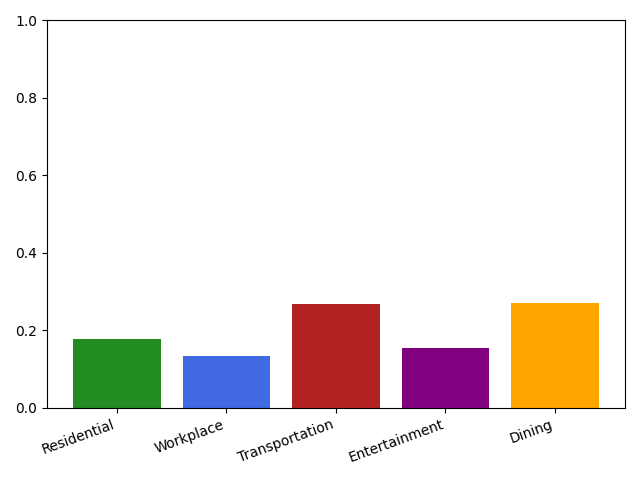 1.0
0.8
0.6
0.4
0.2
0.0
Residential
Workplace
Transportation
Entertainment
Dining